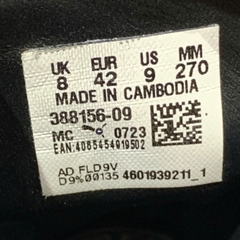 UK EUR US MM
8 42 9 270
MADE IN CAMBODIA
388156-09
MC 0723
EAN:4065454919502
AD FLD9V
D9%00135 4601939211_1